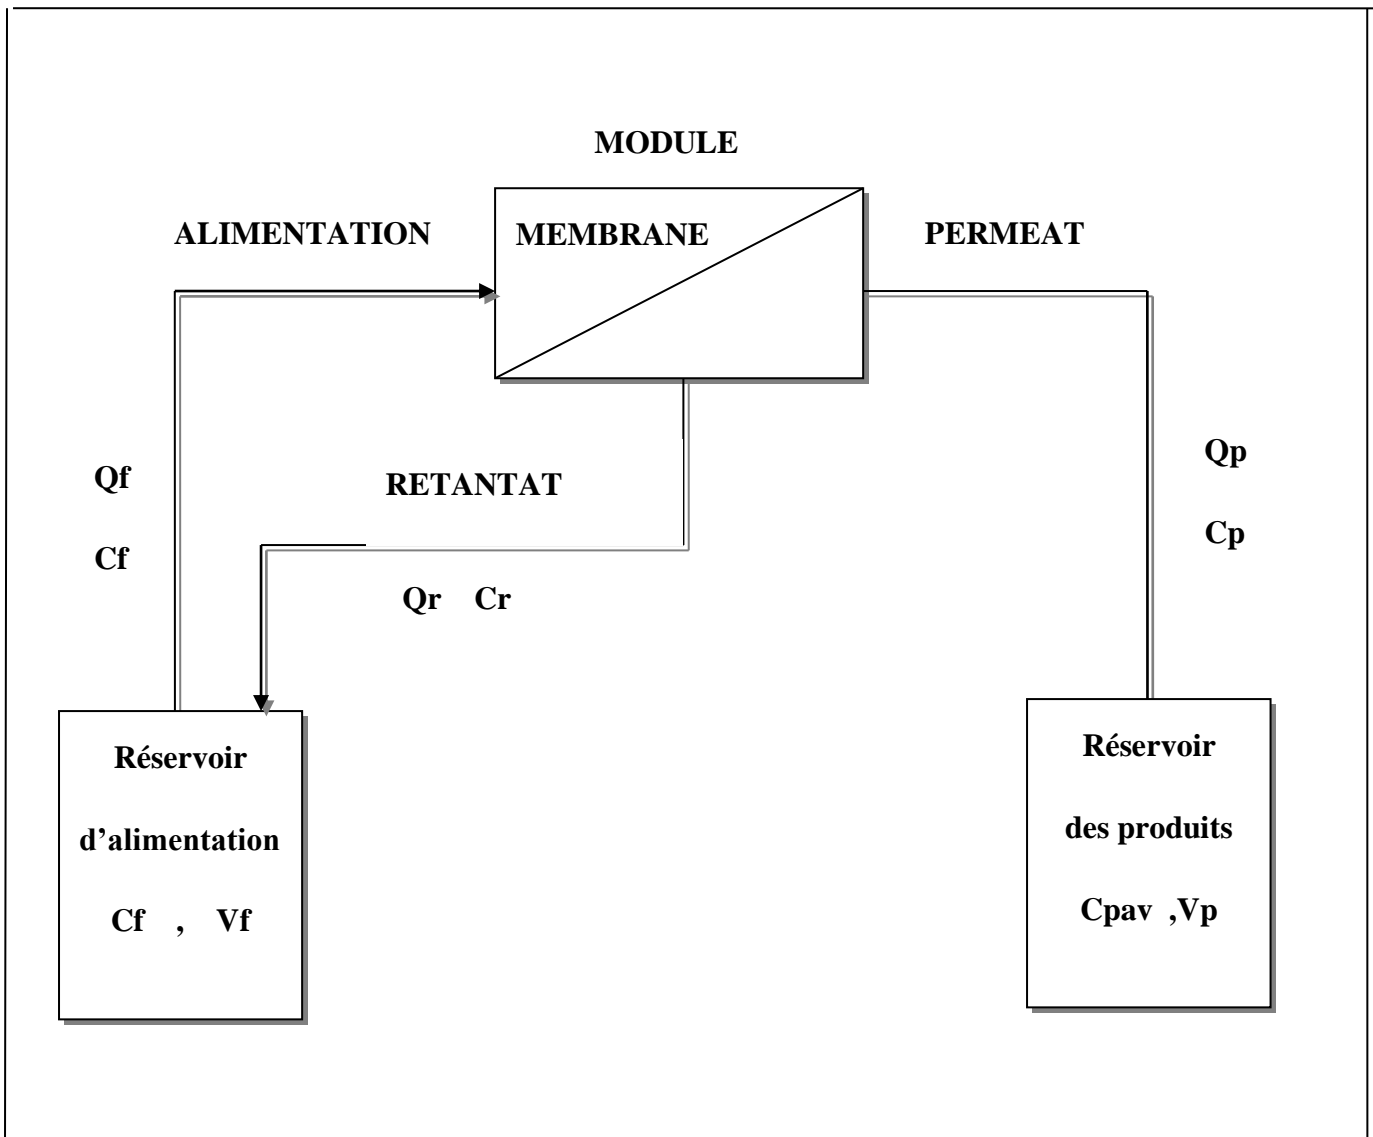 MODULE
ALIMENTATION
MEMBRANE
PERMEAT
Qf
Cf
RETANTAT
Qr Cr
Qp
Cp
Réservoir
d’alimentation
Cf , Vf
Réservoir
des produits
Cpav ,Vp